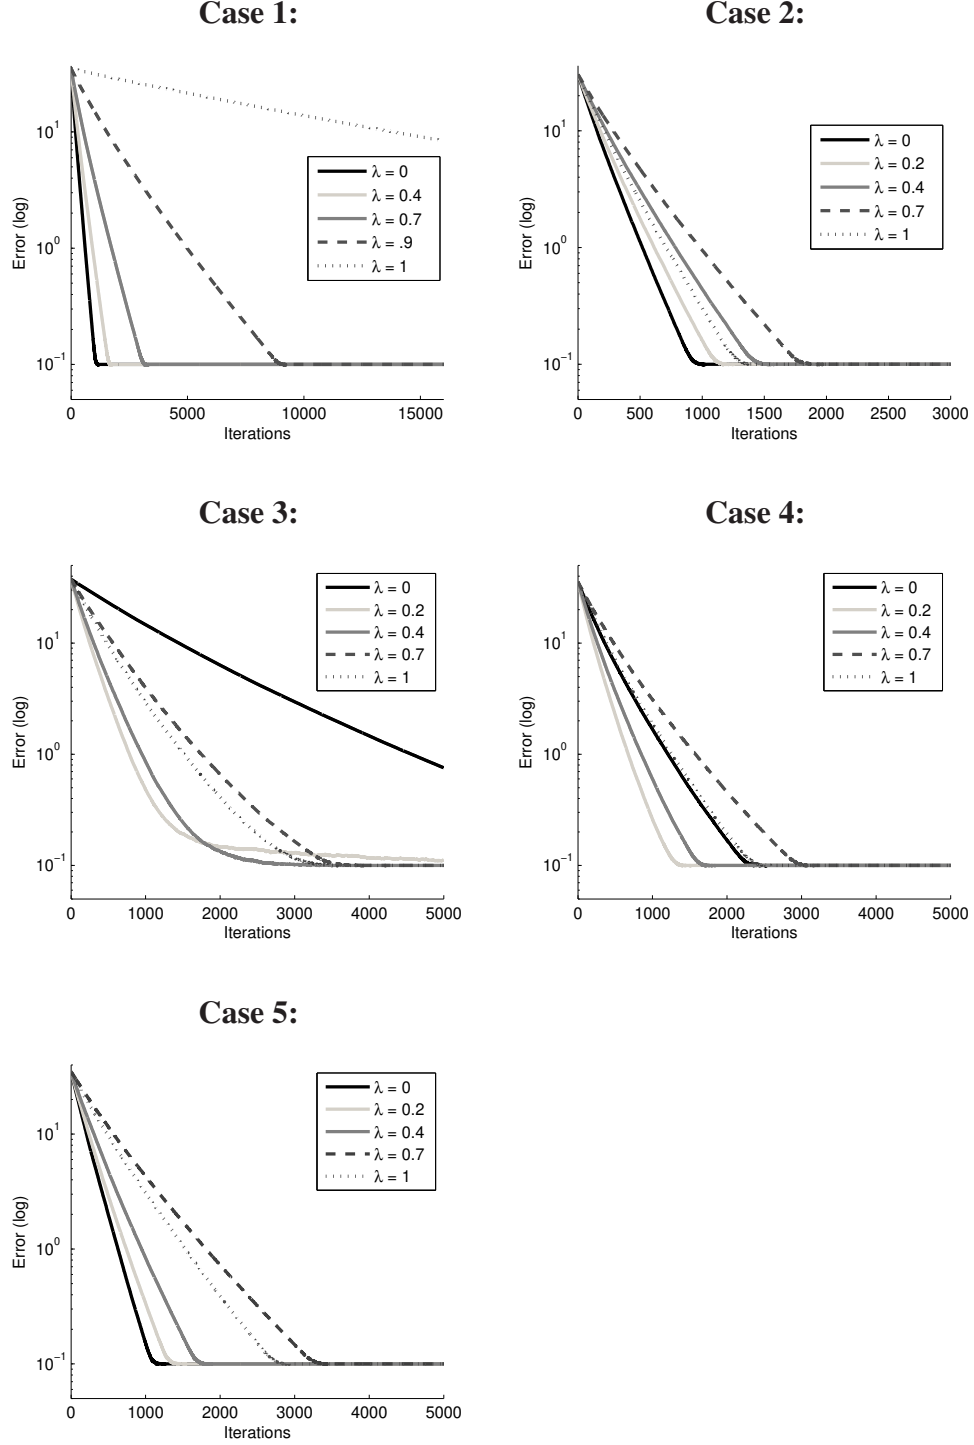 Case 1:
Error (log)
10^1
10^0
10^−1
0 5000 10000 15000
Iterations
λ = 0
λ = 0.4
λ = 0.7
λ = .9
λ = 1
Case 2:
Error (log)
10^1
10^0
10^−1
0 500 1000 1500 2000 2500 3000
Iterations
λ = 0
λ = 0.2
λ = 0.4
λ = 0.7
λ = 1
Case 3:
Error (log)
10^1
10^0
10^−1
0 1000 2000 3000 4000 5000
Iterations
λ = 0
λ = 0.2
λ = 0.4
λ = 0.7
λ = 1
Case 4:
Error (log)
10^1
10^0
10^−1
0 1000 2000 3000 4000 5000
Iterations
λ = 0
λ = 0.2
λ = 0.4
λ = 0.7
λ = 1
Case 5:
Error (log)
10^1
10^0
10^−1
0 1000 2000 3000 4000 5000
Iterations
λ = 0
λ = 0.2
λ = 0.4
λ = 0.7
λ = 1